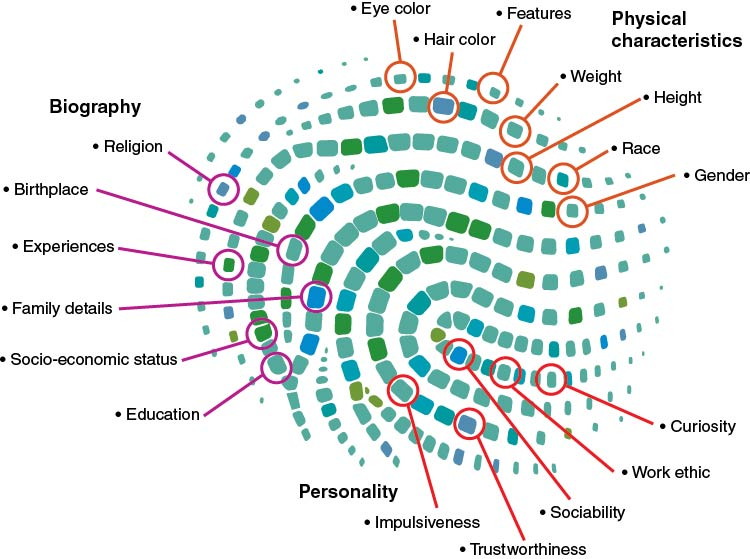 • Eye color
• Features
• Hair color
Physical
characteristics
• Weight
• Height
• Race
• Gender
Biography
• Religion
• Birthplace
• Experiences
• Family details
• Socio-economic status
• Education
Personality
• Impulsiveness
• Trustworthiness
• Sociability
• Work ethic
• Curiosity